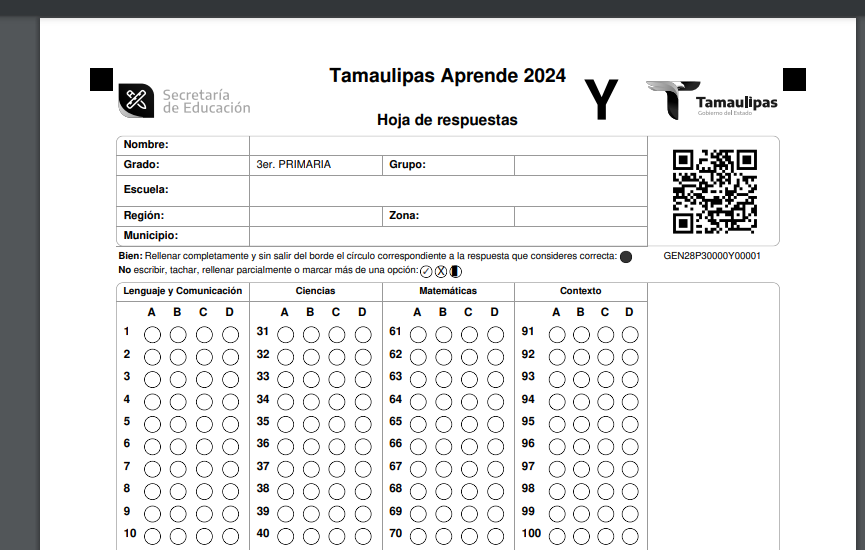 Tamaulipas Aprende 2024
Y
Secretaría
de Educación
Tamaulipas
Gobierno del Estado
Hoja de respuestas
Nombre:
Grado: 3er. PRIMARIA Grupo:
Escuela:
Región: Zona:
Municipio:
Bien: Rellenar completamente y sin salir del borde el círculo correspondiente a la respuesta que consideres correcta:
GEN28P30000Y00001
No escribir, tachar, rellenar parcialmente o marcar más de una opción: ✓ X
Lenguaje y Comunicación Ciencias Matemáticas Contexto
A B C D A B C D A B C D A B C D
1 31 61 91
2 32 62 92
3 33 63 93
4 34 64 94
5 35 65 95
6 36 66 96
7 37 67 97
8 38 68 98
9 39 69 99
10 40 70 100